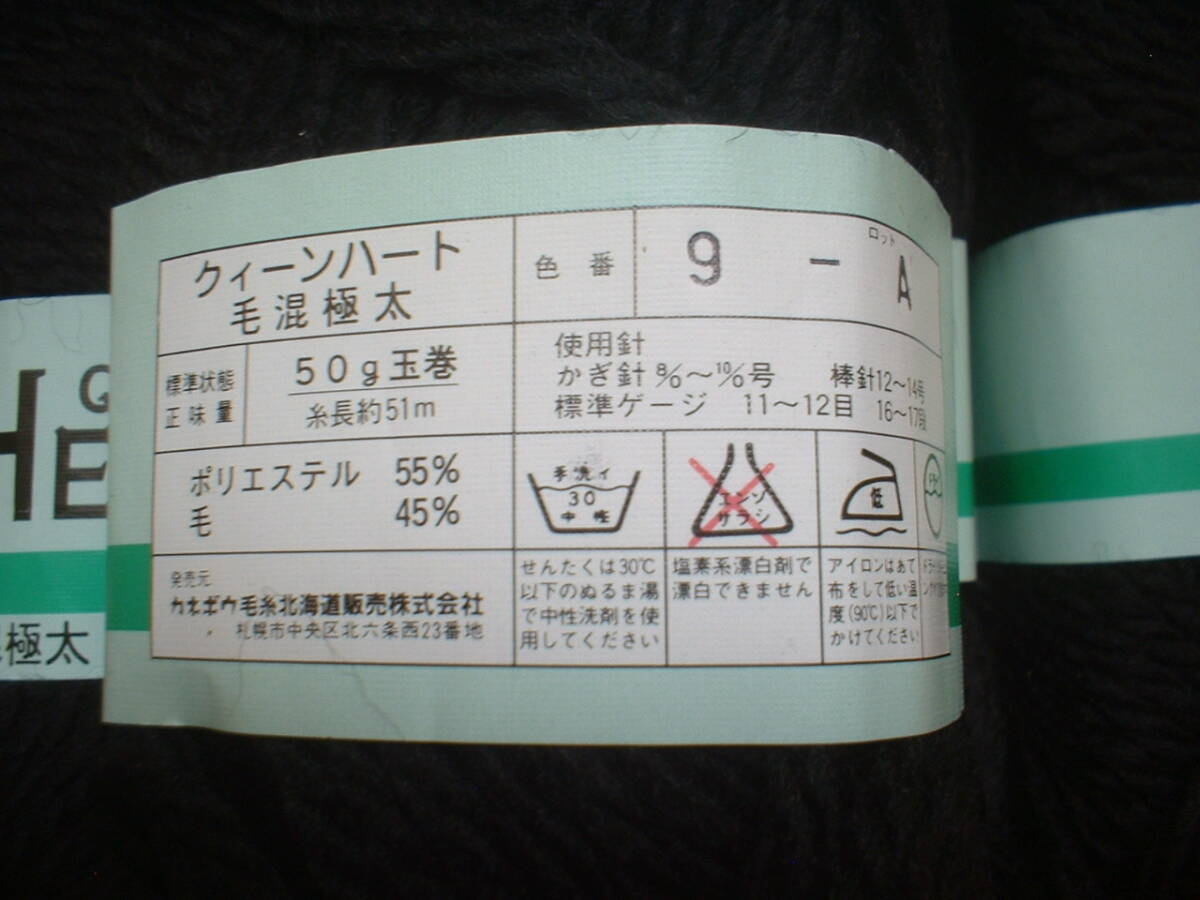 クィーンハート
毛混極太
色番
9 - A
ロット
標準状態
正味量
50g玉巻
糸長約51m
使用針
かぎ針 8/0〜10/0号 棒針12〜14号
標準ゲージ 11〜12目 16〜17段
ポリエステル 55%
毛 45%
手洗イ
30
中性
エンソ
サラシ
低
発売元
カネボウ毛糸北海道販売株式会社
札幌市中央区北六条西23番地
せんたくは30℃
以下のぬるま湯
で中性洗剤を使
用してください
塩素系漂白剤で
漂白できません
アイロンはあて
布をして低い温
度(90℃)以下で
かけてください
HE
極太